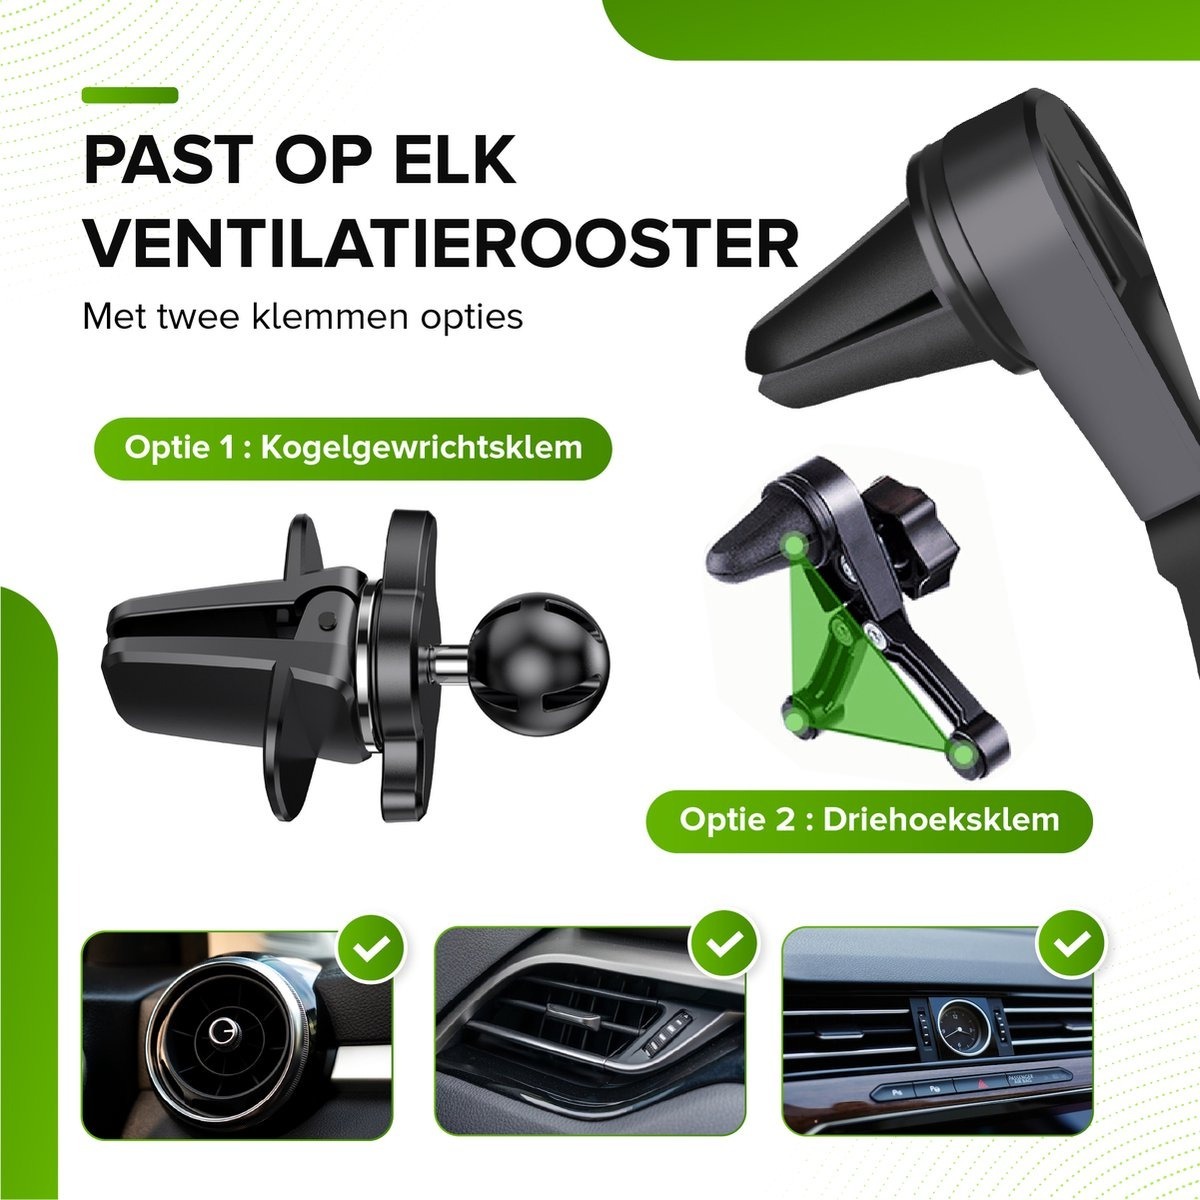 PAST OP ELK
VENTILATIEROOSTER
Met twee klemmen opties
Optie 1 : Kogelgewrichtsklem
Optie 2 : Driehoeksklem